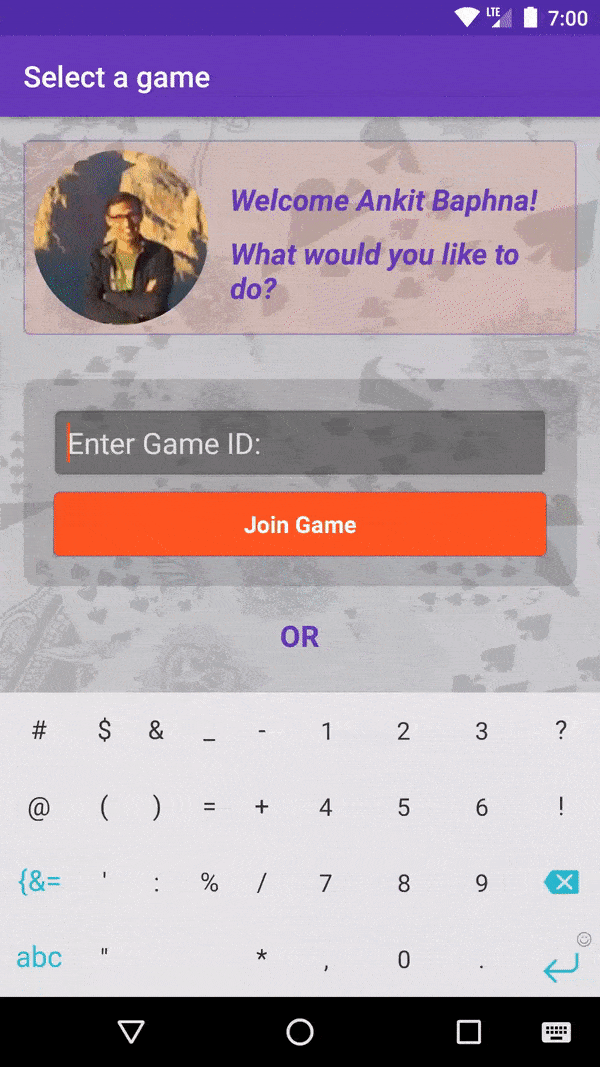 LTE 7:00
Select a game
Welcome Ankit Baphna!
What would you like to
do?
Enter Game ID:
Join Game
OR
# $ & _ - 1 2 3 ?
@ ( ) = + 4 5 6 !
{&= ' : % / 7 8 9
abc " * , 0 .